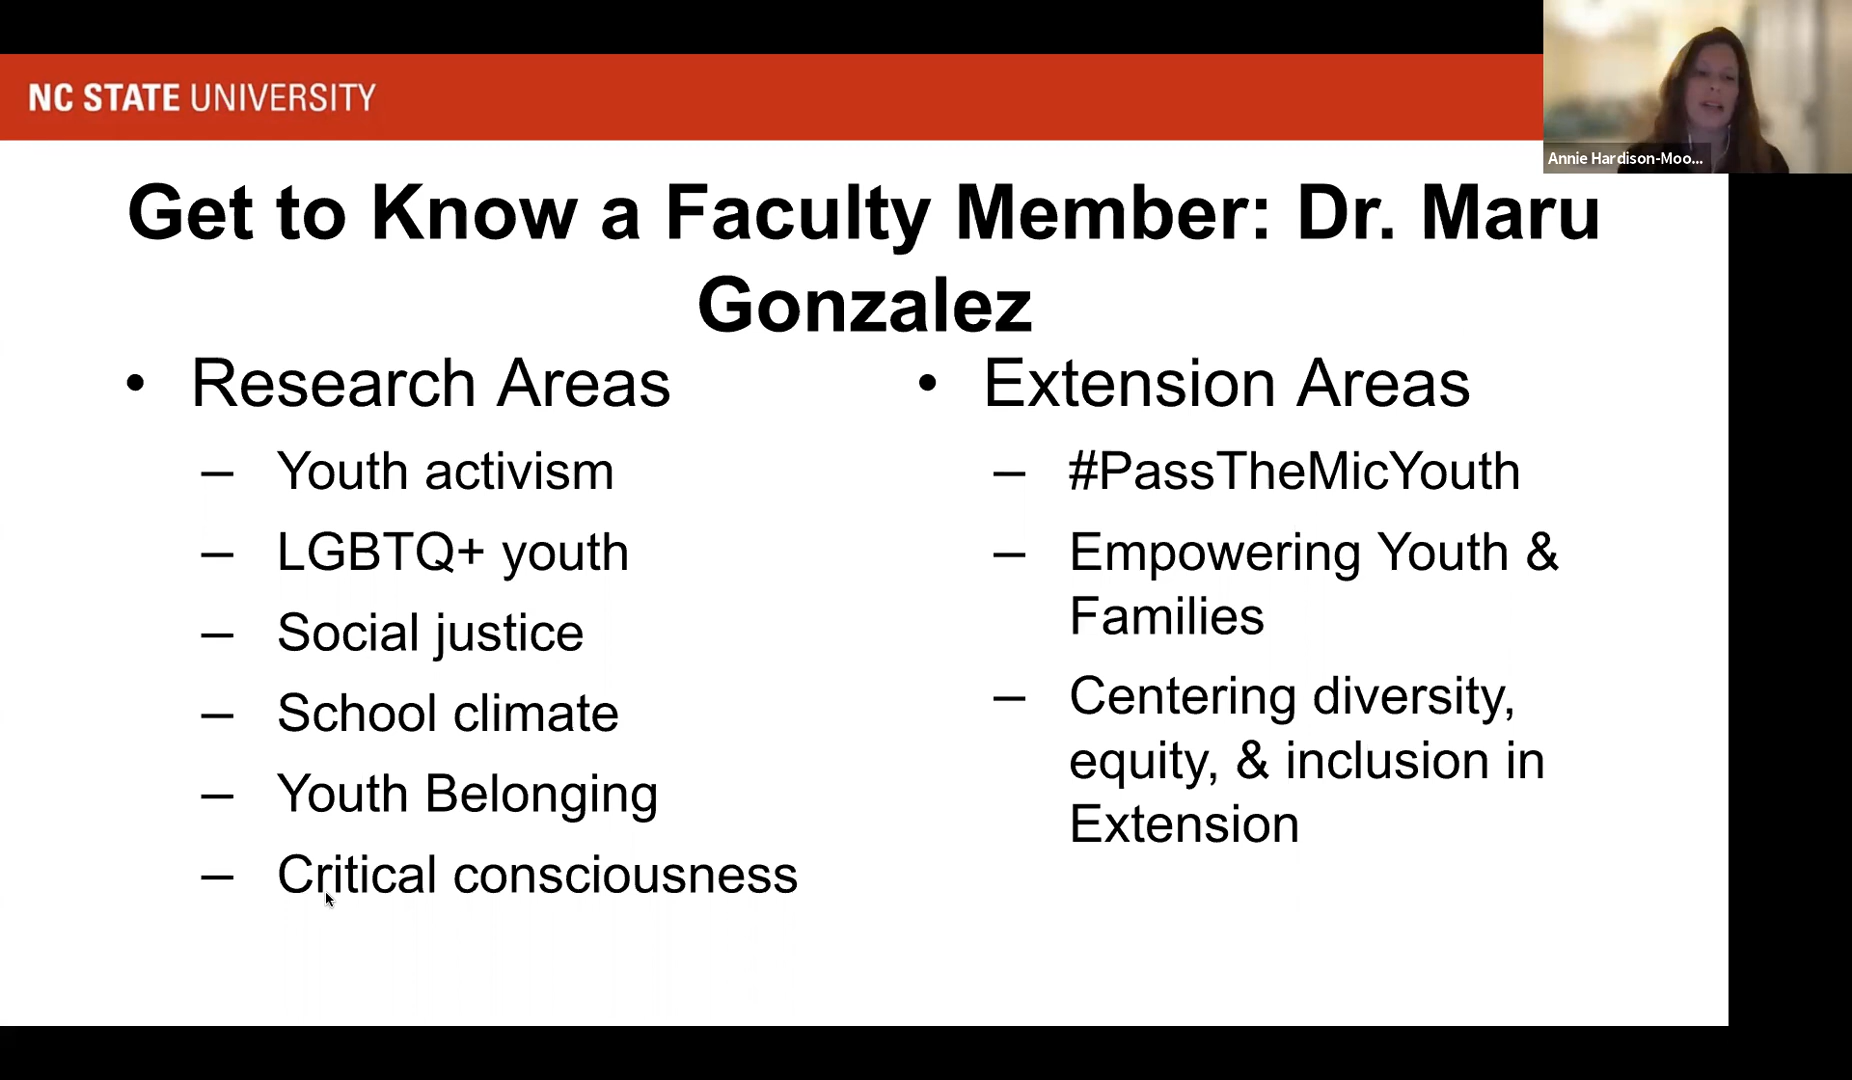 NC STATE UNIVERSITY
Annie Hardison-Moo...
Get to Know a Faculty Member: Dr. Maru
Gonzalez
• Research Areas
– Youth activism
– LGBTQ+ youth
– Social justice
– School climate
– Youth Belonging
– Critical consciousness
• Extension Areas
– #PassTheMicYouth
– Empowering Youth &
Families
– Centering diversity,
equity, & inclusion in
Extension